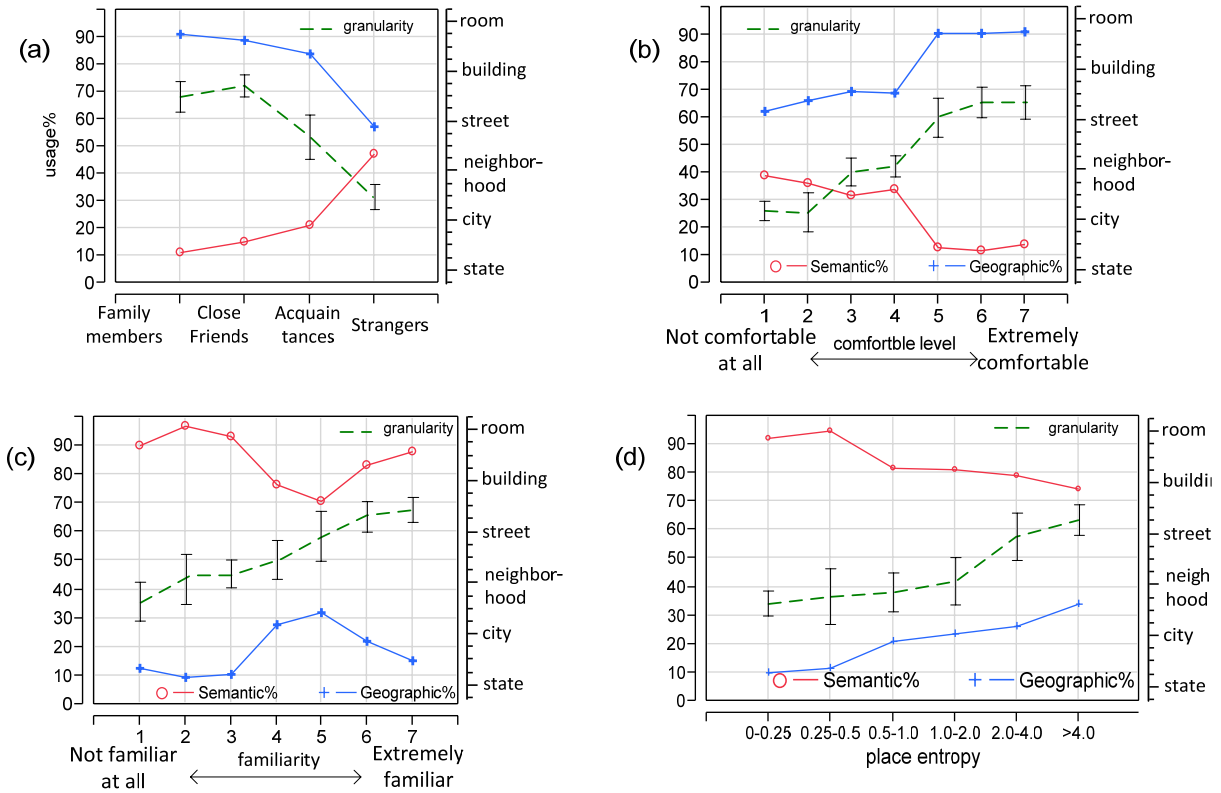 (a)
usage%
90
80
70
60
50
40
30
20
10
0
granularity
room
building
street
neighbor-
hood
city
state
Family
members
Close
Friends
Acquain
tances
Strangers
(b)
90
80
70
60
50
40
30
20
10
0
granularity
room
building
street
neighbor-
hood
city
state
Semantic%
Geographic%
1 2 3 4 5 6 7
Not comfortable
at all
comfortble level
Extremely
comfortable
(c)
90
80
70
60
50
40
30
20
10
0
granularity
room
building
street
neighbor-
hood
city
state
Semantic%
Geographic%
1 2 3 4 5 6 7
Not familiar
at all
familiarity
Extremely
familiar
(d)
90
80
70
60
50
40
30
20
10
0
granularity
room
buildi
street
neigh
hood
city
state
Semantic%
Geographic%
0-0.25 0.25-0.5 0.5-1.0 1.0-2.0 2.0-4.0 >4.0
place entropy